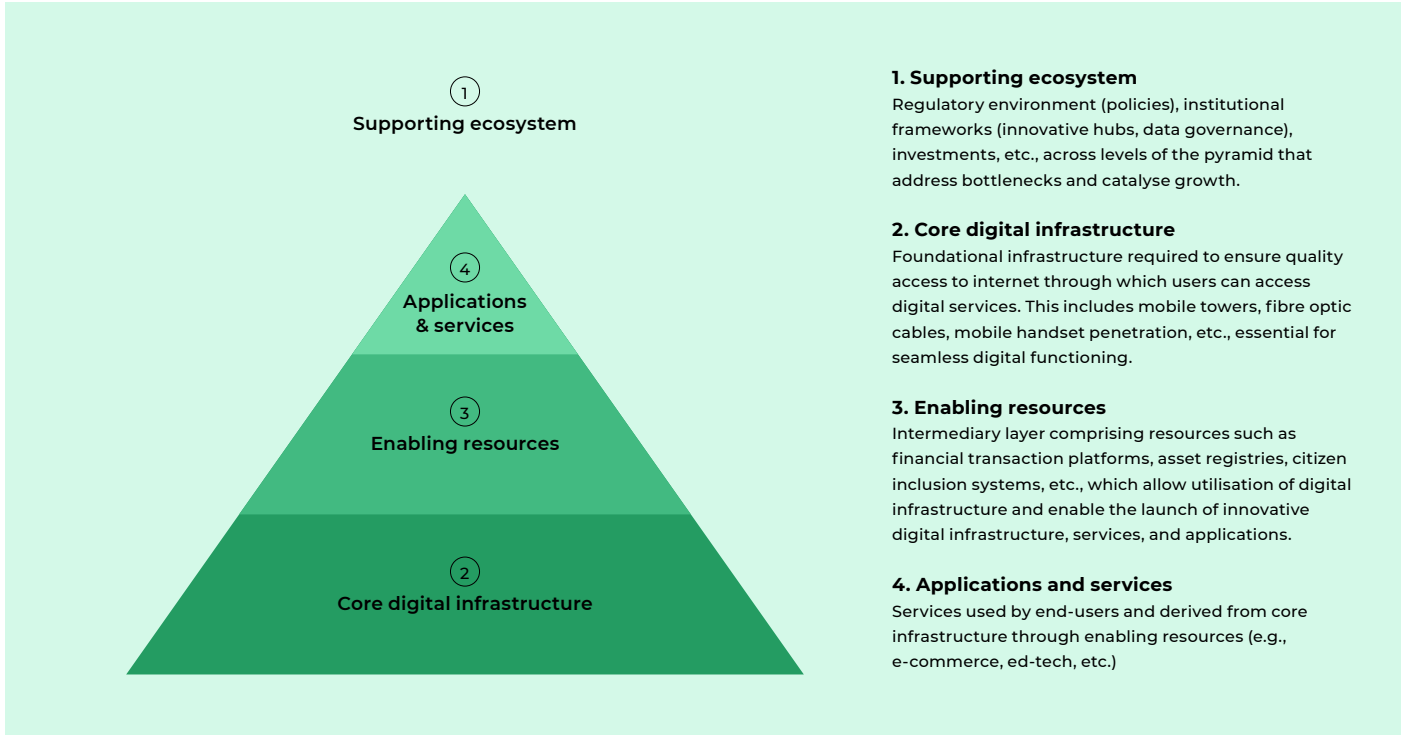 1
Supporting ecosystem
4
Applications
& services
3
Enabling resources
2
Core digital infrastructure
1. Supporting ecosystem
Regulatory environment (policies), institutional
frameworks (innovative hubs, data governance),
investments, etc., across levels of the pyramid that
address bottlenecks and catalyse growth.
2. Core digital infrastructure
Foundational infrastructure required to ensure quality
access to internet through which users can access
digital services. This includes mobile towers, fibre optic
cables, mobile handset penetration, etc., essential for
seamless digital functioning.
3. Enabling resources
Intermediary layer comprising resources such as
financial transaction platforms, asset registries, citizen
inclusion systems, etc., which allow utilisation of digital
infrastructure and enable the launch of innovative
digital infrastructure, services, and applications.
4. Applications and services
Services used by end-users and derived from core
infrastructure through enabling resources (e.g.,
e-commerce, ed-tech, etc.)